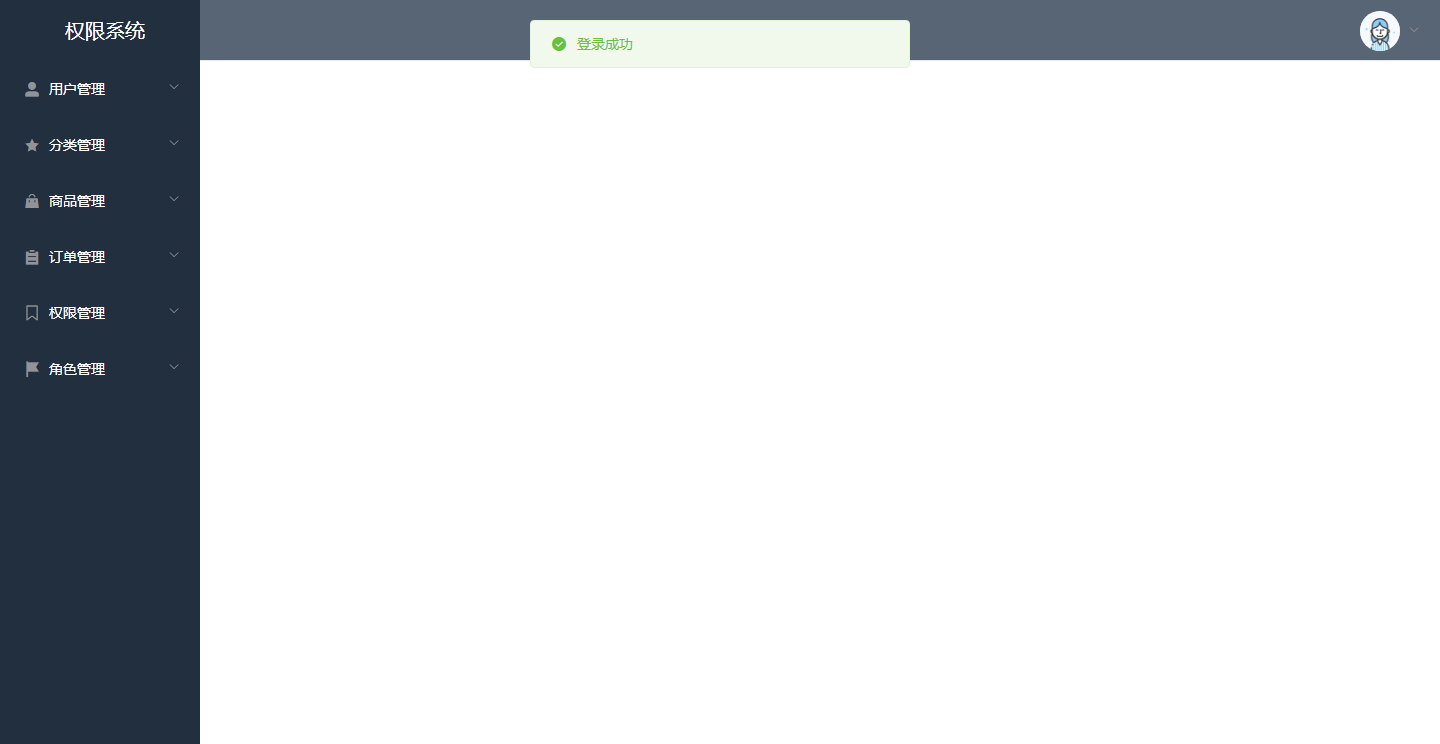 权限系统
登录成功
用户管理
分类管理
商品管理
订单管理
权限管理
角色管理